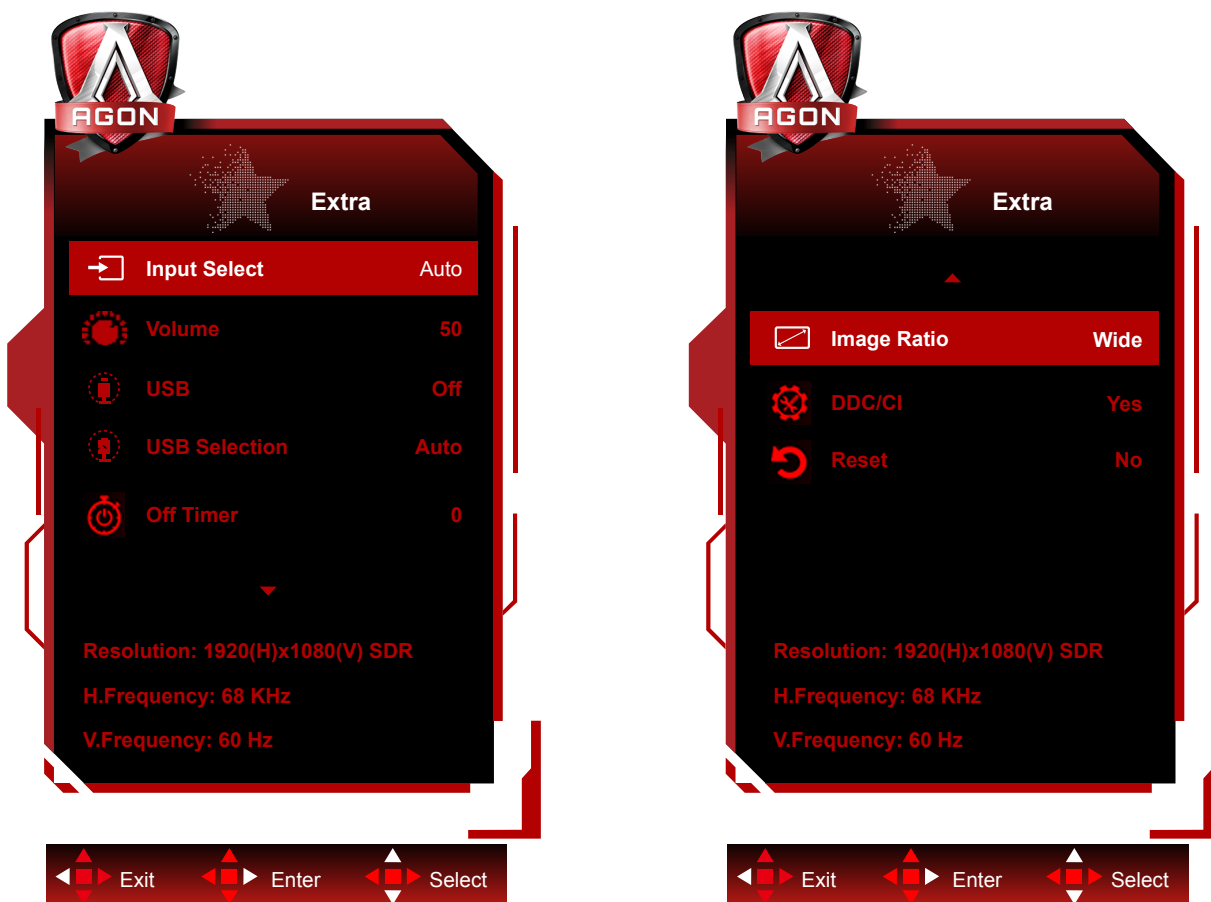 AGON
Extra
Input Select Auto
Volume 50
USB Off
USB Selection Auto
Off Timer 0
Resolution: 1920(H)x1080(V) SDR
H.Frequency: 68 KHz
V.Frequency: 60 Hz
Exit Enter Select
AGON
Extra
Image Ratio Wide
DDC/CI Yes
Reset No
Resolution: 1920(H)x1080(V) SDR
H.Frequency: 68 KHz
V.Frequency: 60 Hz
Exit Enter Select